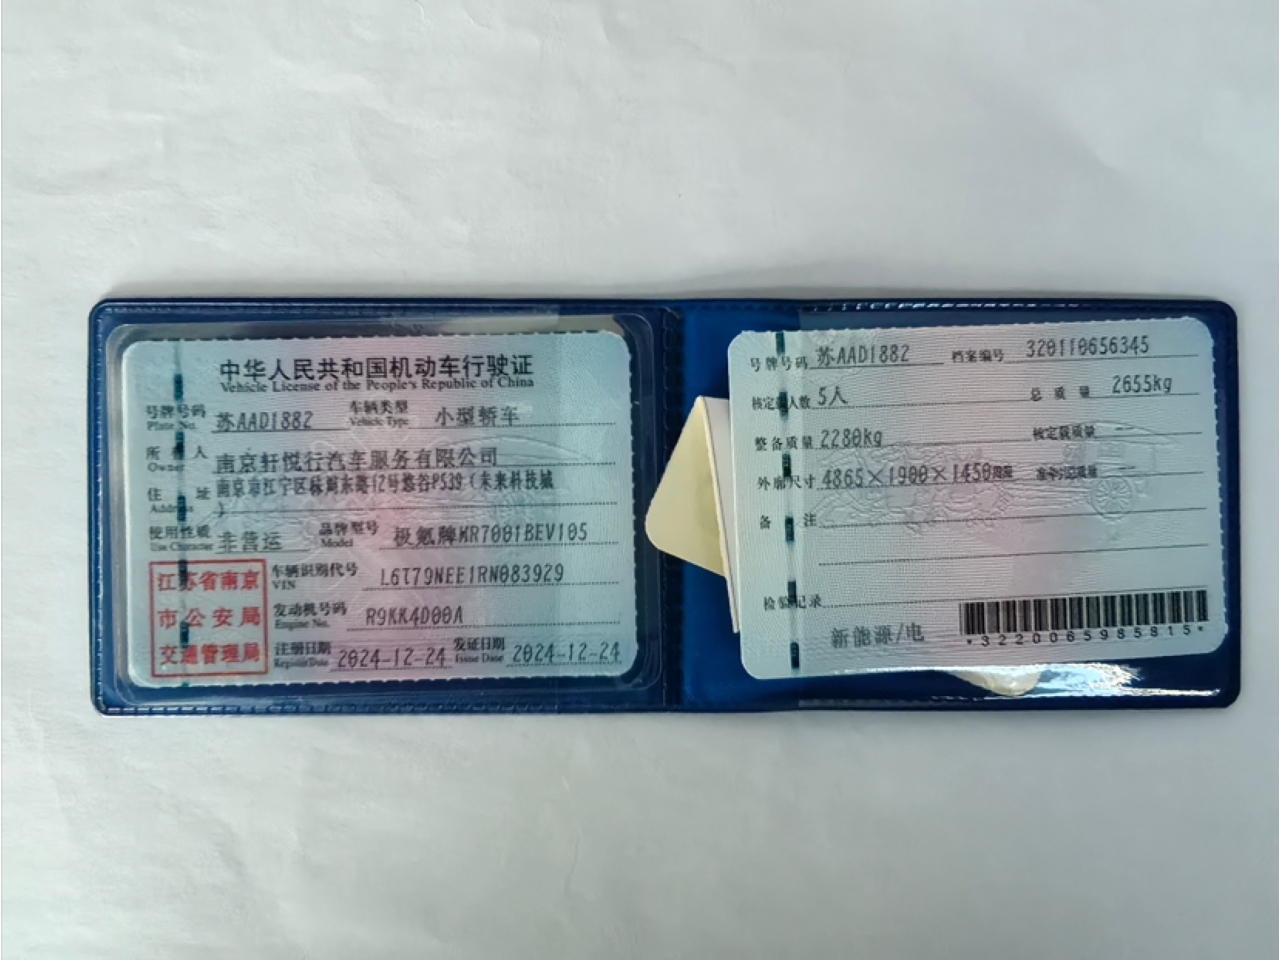 中华人民共和国机动车行驶证
Vehicle License of the People's Republic of China
号牌号码 苏AAD1882 车辆类型 小型轿车
Plate No. Vehicle Type
所有人 南京轩悦行汽车服务有限公司
Owner
住址 南京市江宁区秣周东路12号悠谷P539（未来科技城
Address ）
使用性质 非营运 品牌型号 极氪牌MR7001BEV105
Use Character Model
江苏省南京
市公安局
交通管理局
车辆识别代号 L6T79NEE1RN083929
VIN
发动机号码 R9KK4D00A
Engine No.
注册日期 2024-12-24 发证日期 2024-12-24
Register Date Issue Date
号牌号码 苏AAD1882 档案编号 320110656345
核定载人数 5人 总质量 2655kg
整备质量 2280kg 核定载质量 --
外廓尺寸 4865×1900×1450mm 准牵引总质量 --
备注
检验记录
新能源/电
*3220065985815*